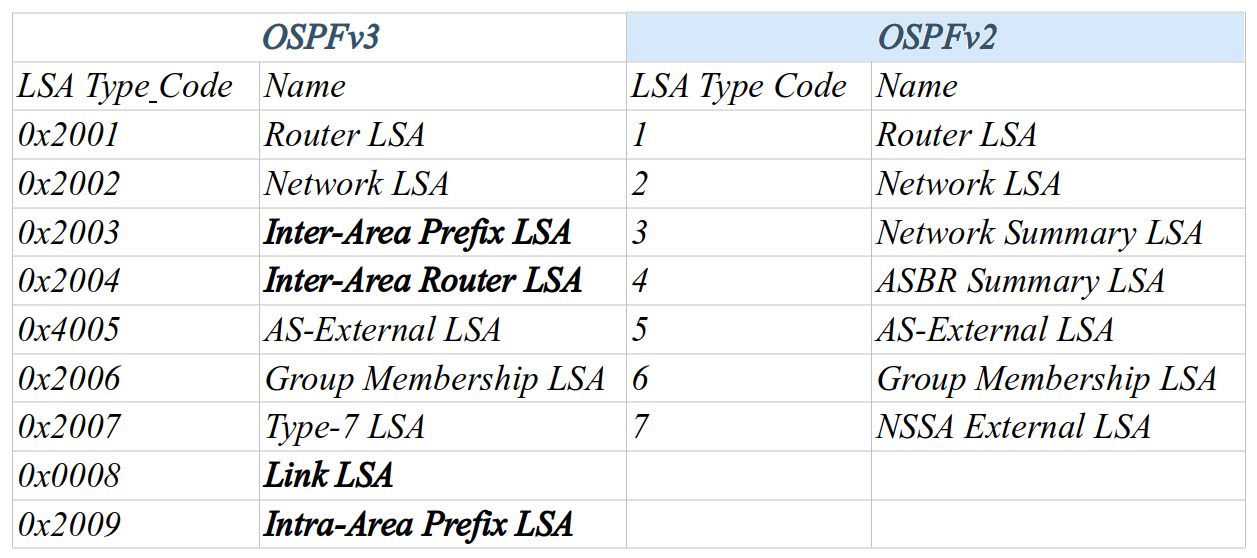 OSPFv3 OSPFv2
LSA Type Code Name LSA Type Code Name
0x2001 Router LSA 1 Router LSA
0x2002 Network LSA 2 Network LSA
0x2003 Inter-Area Prefix LSA 3 Network Summary LSA
0x2004 Inter-Area Router LSA 4 ASBR Summary LSA
0x4005 AS-External LSA 5 AS-External LSA
0x2006 Group Membership LSA 6 Group Membership LSA
0x2007 Type-7 LSA 7 NSSA External LSA
0x0008 Link LSA
0x2009 Intra-Area Prefix LSA